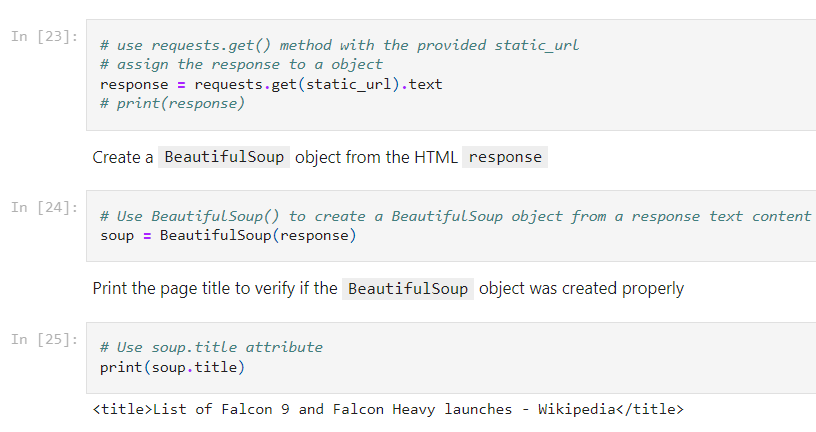 In [23]:
# use requests.get() method with the provided static_url
# assign the response to a object
response = requests.get(static_url).text
# print(response)
Create a BeautifulSoup object from the HTML response
In [24]:
# Use BeautifulSoup() to create a BeautifulSoup object from a response text content
soup = BeautifulSoup(response)
Print the page title to verify if the BeautifulSoup object was created properly
In [25]:
# Use soup.title attribute
print(soup.title)
<title>List of Falcon 9 and Falcon Heavy launches - Wikipedia</title>